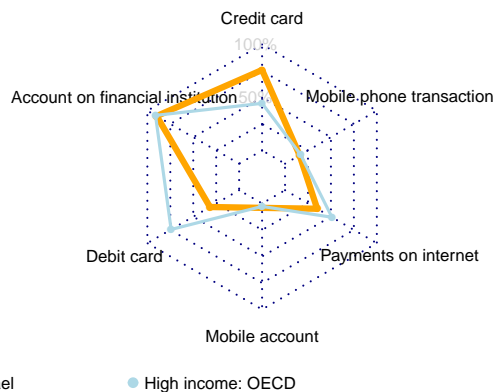 Credit card
100%
Account on financial institution
50%
Mobile phone transaction
Debit card
Payments on internet
Mobile account
ael
High income: OECD